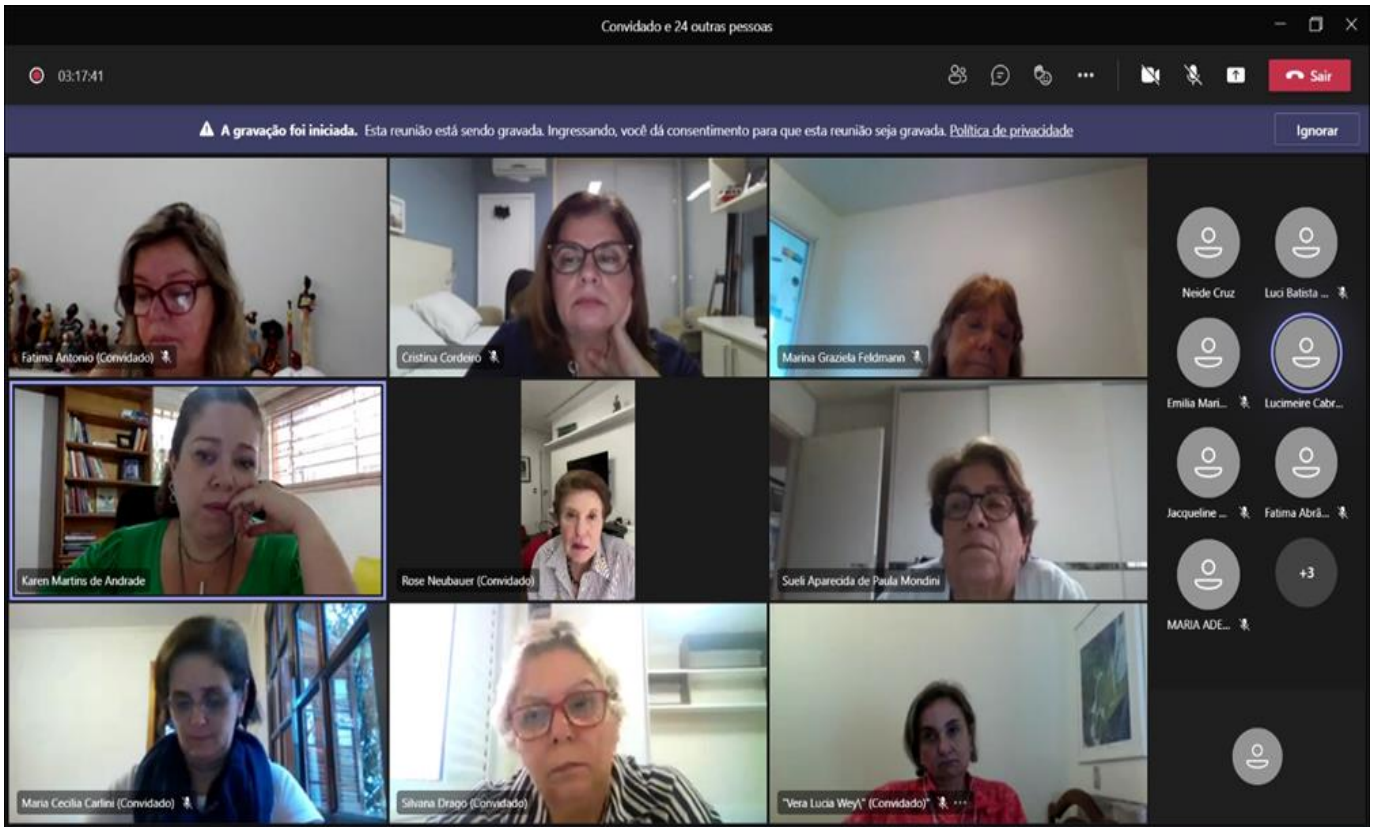 Convidado e 24 outras pessoas
03:17:41
Sair
A gravação foi iniciada. Esta reunião está sendo gravada. Ingressando, você dá consentimento para que esta reunião seja gravada. Política de privacidade
Ignorar
Fatima Antonio (Convidado)
Cristina Cordeiro
Marina Graziela Feldmann
Neide Cruz
Luci Batista ...
Emilia Mari...
Lucimeire Cabr...
Karen Martins de Andrade
Rose Neubauer (Convidado)
Sueli Aparecida de Paula Mondini
Jacqueline ...
Fatima Abrã...
+3
MARIA ADE...
Maria Cecilia Carlini (Convidado)
Silvana Drago (Convidado)
"Vera Lucia Wey\" (Convidado)"